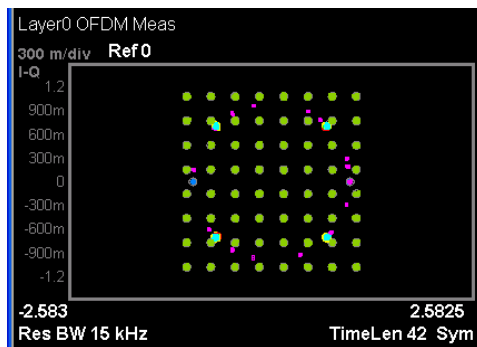 Layer0 OFDM Meas
300 m/div Ref 0
I-Q
1.2
900m
600m
300m
0
-300m
-600m
-900m
-1.2
-2.583 2.5825
Res BW 15 kHz TimeLen 42 Sym